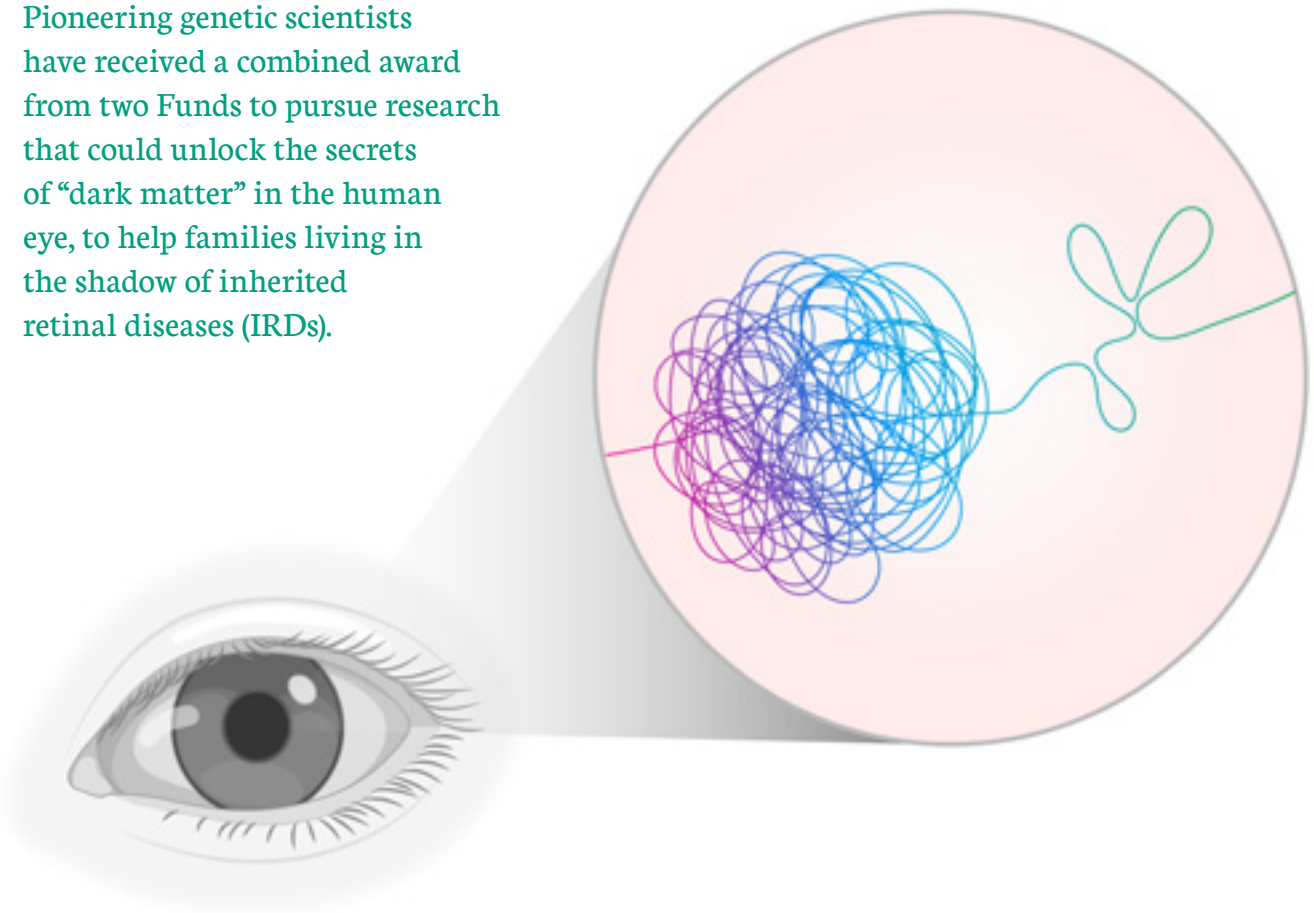 Pioneering genetic scientists
have received a combined award
from two Funds to pursue research
that could unlock the secrets
of “dark matter” in the human
eye, to help families living in
the shadow of inherited
retinal diseases (IRDs).